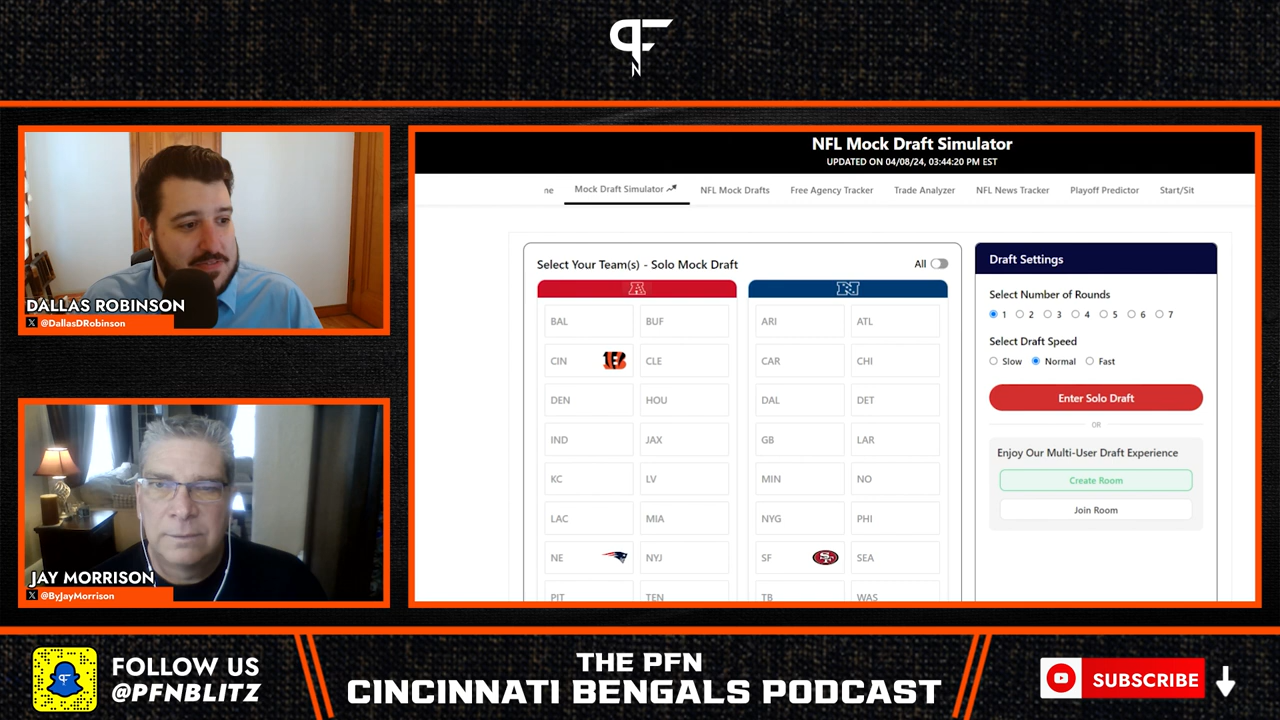 PFN
DALLAS ROBINSON
X @DallasDRobinson
JAY MORRISON
X @ByJayMorrison
NFL Mock Draft Simulator
UPDATED ON 04/08/24, 03:44:20 PM EST
ne Mock Draft Simulator NFL Mock Drafts Free Agency Tracker Trade Analyzer NFL News Tracker Playoff Predictor Start/Sit
Select Your Team(s) - Solo Mock Draft All
A N
BAL BUF ARI ATL
CIN B CLE CAR CHI
DEN HOU DAL DET
IND JAX GB LAR
KC LV MIN NO
LAC MIA NYG PHI
NE NYJ SF SF SEA
PIT TEN TB WAS
Draft Settings
Select Number of Rounds
1 2 3 4 5 6 7
Select Draft Speed
Slow Normal Fast
Enter Solo Draft
OR
Enjoy Our Multi-User Draft Experience
Create Room
Join Room
FOLLOW US
@PFNBLITZ
THE PFN
CINCINNATI BENGALS PODCAST
SUBSCRIBE